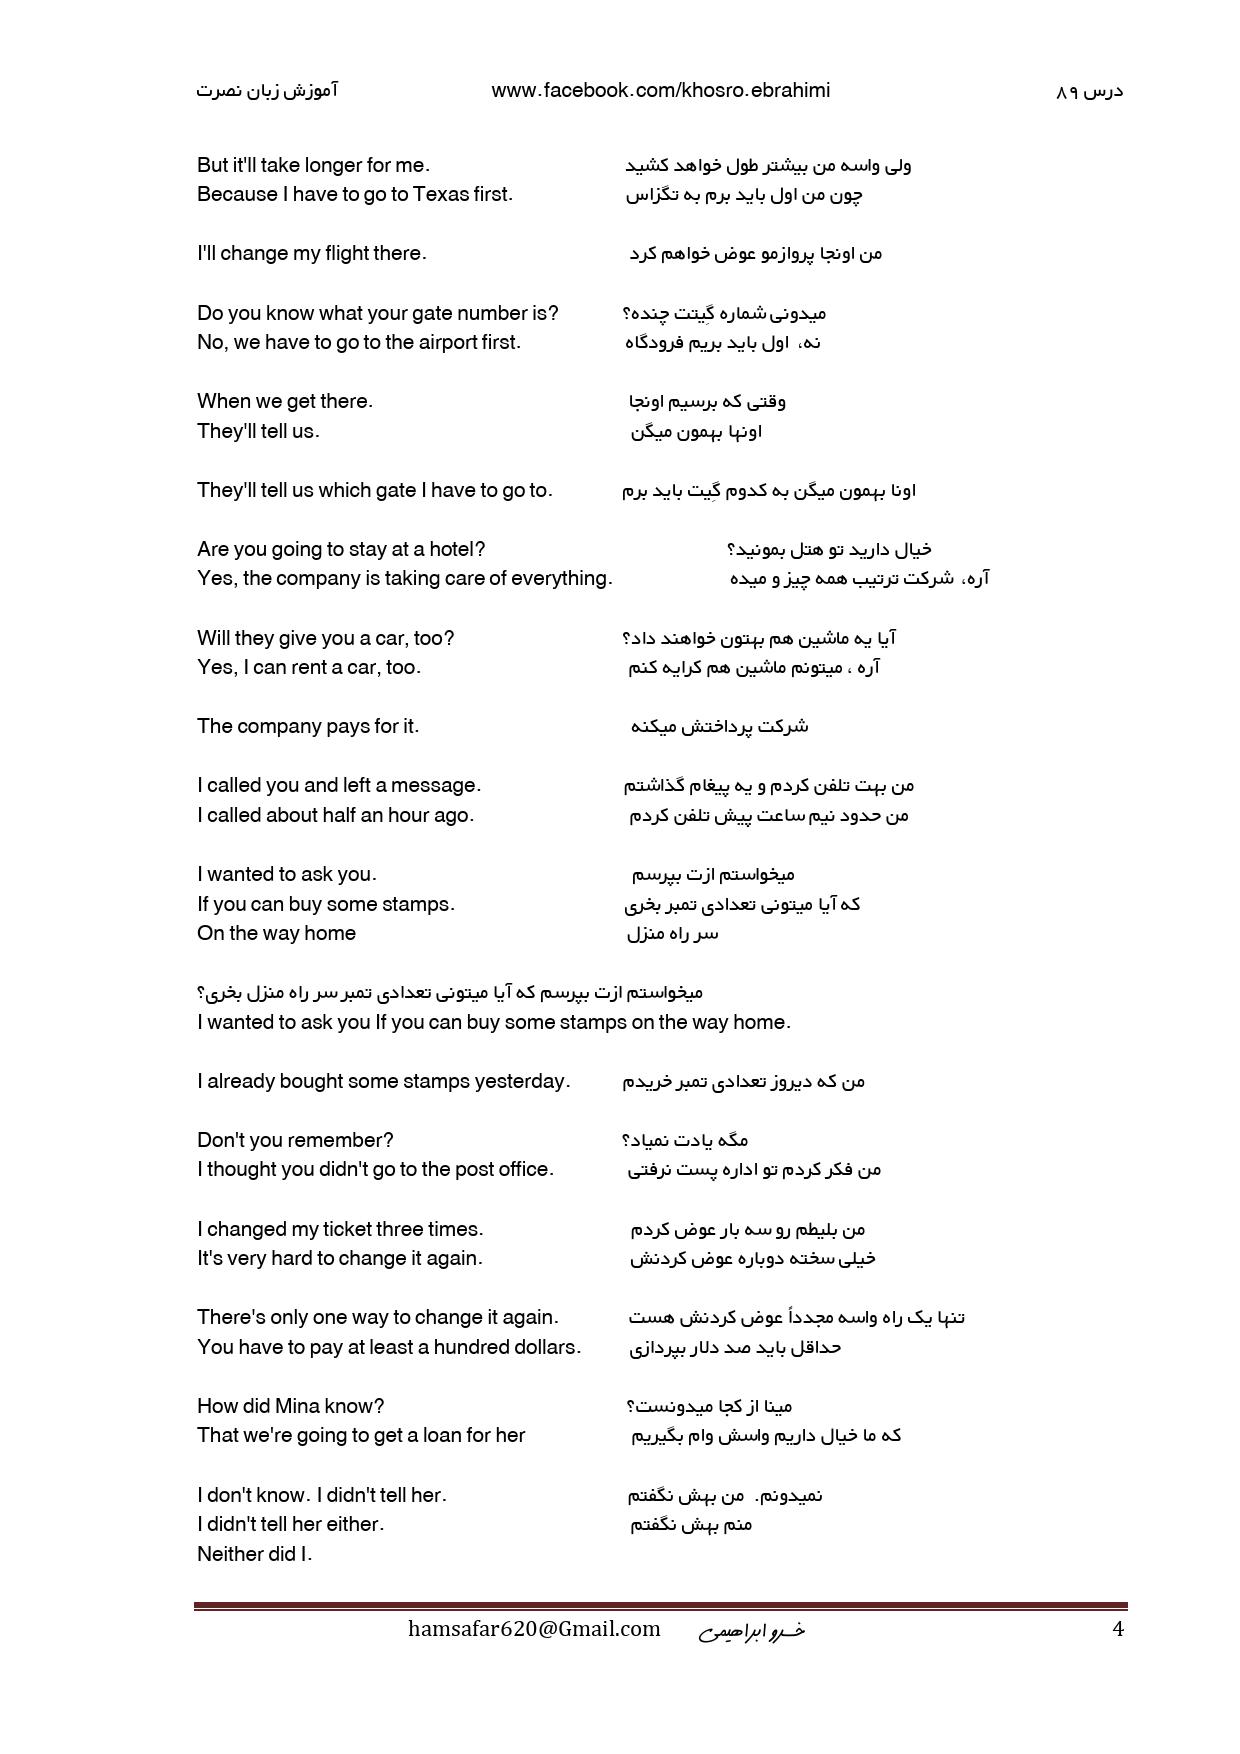 آموزش زبان نصرت www.facebook.com/khosro.ebrahimi درس ۸۹
But it'll take longer for me. ولی واسه من بیشتر طول خواهد کشید
Because I have to go to Texas first. چون من اول باید برم به تگزاس
I'll change my flight there. من اونجا پروازمو عوض خواهم کرد
Do you know what your gate number is? میدونی شماره گِیتت چنده؟
No, we have to go to the airport first. نه، اول باید بریم فرودگاه
When we get there. وقتی که برسیم اونجا
They'll tell us. اونها بهمون میگن
They'll tell us which gate I have to go to. اونا بهمون میگن به کدوم گِیت باید برم
Are you going to stay at a hotel? خیال دارید تو هتل بمونید؟
Yes, the company is taking care of everything. آره، شرکت ترتیب همه چیز و میده
Will they give you a car, too? آیا یه ماشین هم بهتون خواهند داد؟
Yes, I can rent a car, too. آره ، میتونم ماشین هم کرایه کنم
The company pays for it. شرکت پرداختش میکنه
I called you and left a message. من بهت تلفن کردم و یه پیغام گذاشتم
I called about half an hour ago. من حدود نیم ساعت پیش تلفن کردم
I wanted to ask you. میخواستم ازت بپرسم
If you can buy some stamps. که آیا میتونی تعدادی تمبر بخری
On the way home سر راه منزل
میخواستم ازت بپرسم که آیا میتونی تعدادی تمبر سر راه منزل بخری؟
I wanted to ask you If you can buy some stamps on the way home.
I already bought some stamps yesterday. من که دیروز تعدادی تمبر خریدم
Don't you remember? مگه یادت نمیاد؟
I thought you didn't go to the post office. من فکر کردم تو اداره پست نرفتی
I changed my ticket three times. من بلیطم رو سه بار عوض کردم
It's very hard to change it again. خیلی سخته دوباره عوض کردنش
There's only one way to change it again. تنها یک راه واسه مجدداً عوض کردنش هست
You have to pay at least a hundred dollars. حداقل باید صد دلار بپردازی
How did Mina know? مینا از کجا میدونست؟
That we're going to get a loan for her که ما خیال داریم واسش وام بگیریم
I don't know. I didn't tell her. نمیدونم. من بهش نگفتم
I didn't tell her either. منم بهش نگفتم
Neither did I.
hamsafar620@Gmail.com خسرو ابراهیمی 4